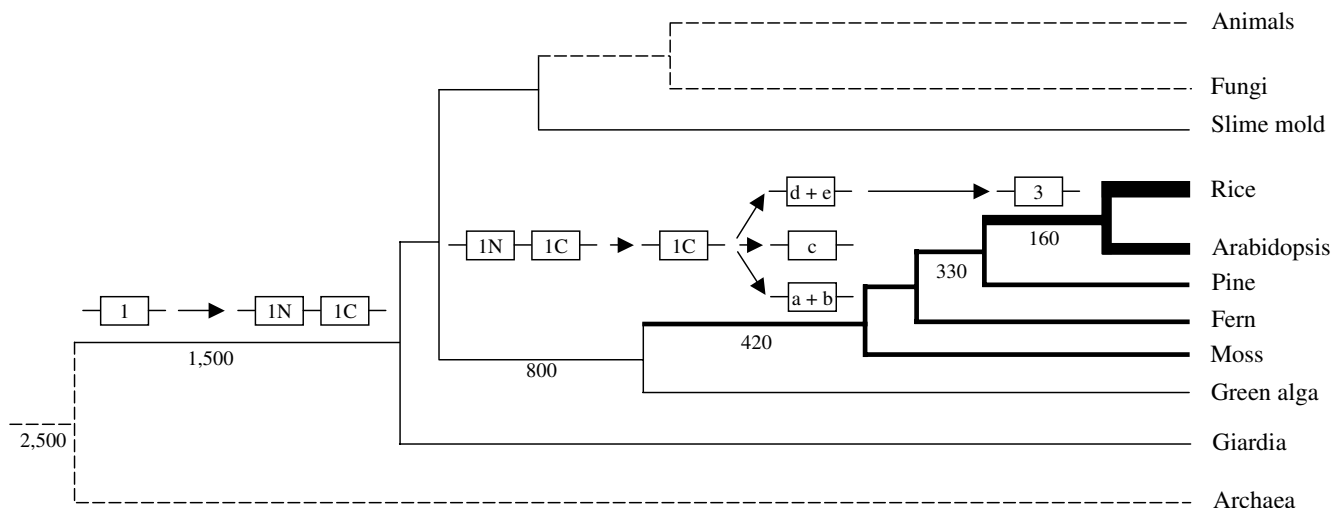 Animals
Fungi
Slime mold
d + e
3
Rice
1N 1C 1C c
160
Arabidopsis
330
Pine
a + b
1 1N 1C
Fern
420
1,500
800
Moss
Green alga
2,500
Giardia
Archaea